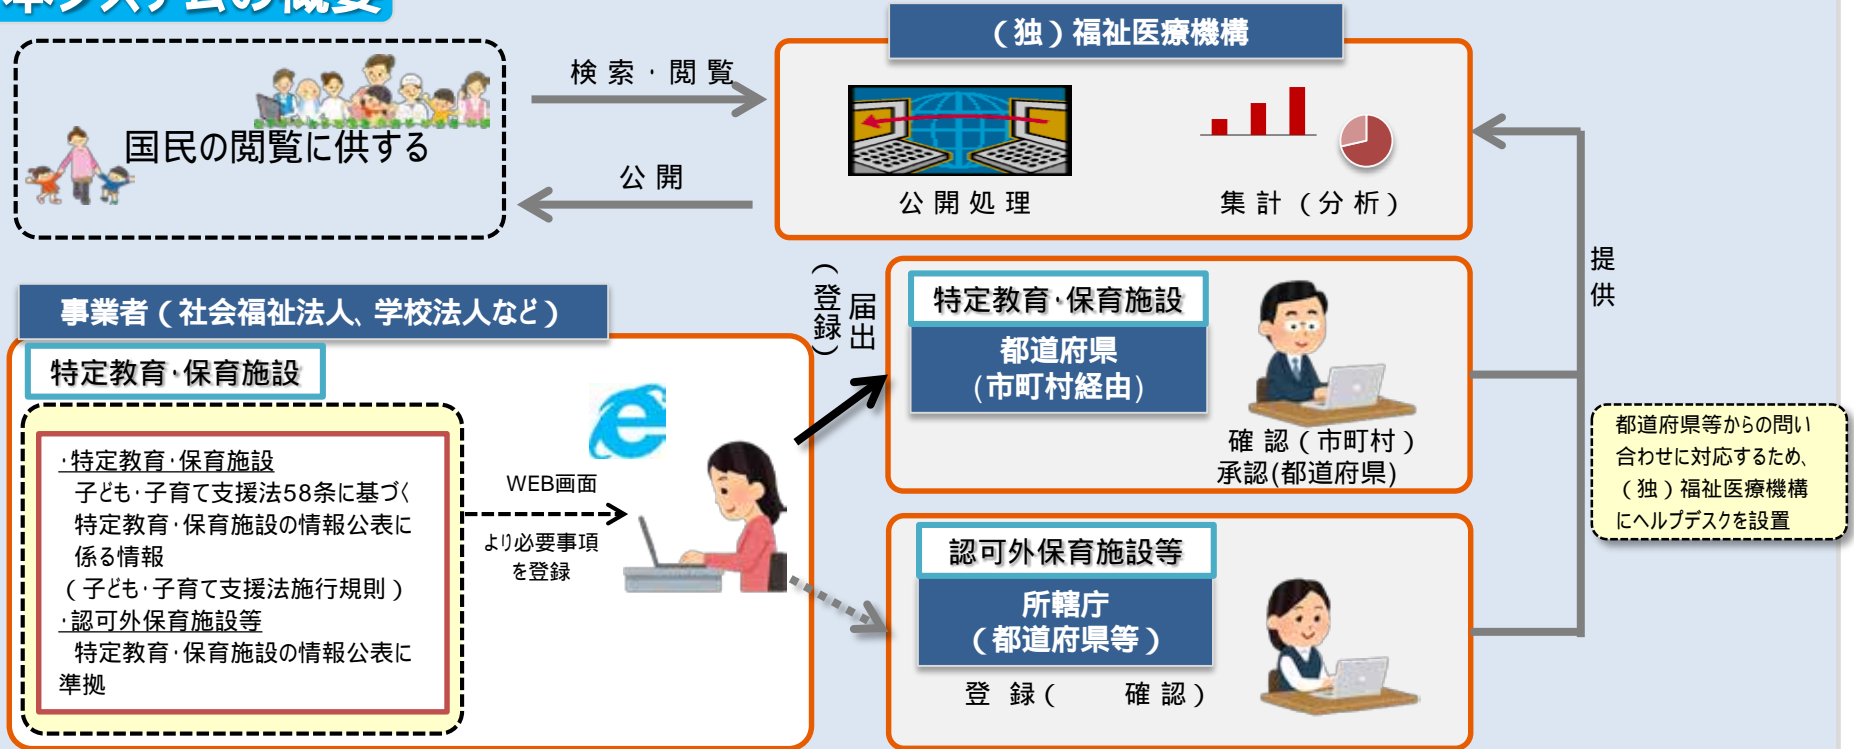 本システムの概要
(独)福祉医療機構
検索・閲覧
国民の閲覧に供する
公開
公開処理
集計(分析)
提供
事業者(社会福祉法人、学校法人など)
特定教育・保育施設
・特定教育・保育施設
子ども・子育て支援法58条に基づく
特定教育・保育施設の情報公表に
係る情報
(子ども・子育て支援法施行規則)
・認可外保育施設等
特定教育・保育施設の情報公表に
準拠
WEB画面
より必要事項
を登録
届出
(登録)
特定教育・保育施設
都道府県
(市町村経由)
確認(市町村)
承認(都道府県)
認可外保育施設等
所轄庁
(都道府県等)
登録( 確認)
都道府県等からの問い
合わせに対応するため、
(独)福祉医療機構
にヘルプデスクを設置